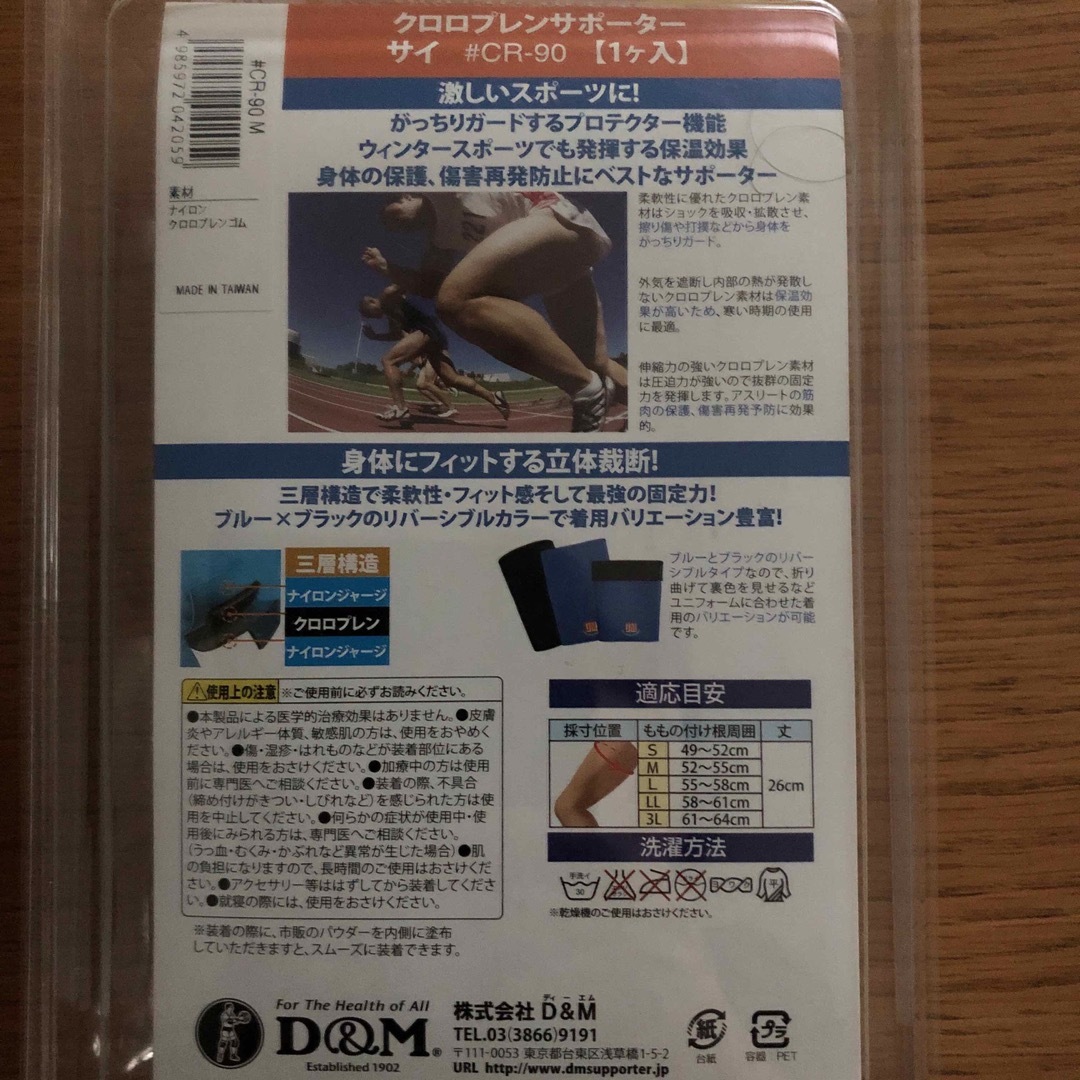 クロロプレンサポーター
サイ #CR-90 【1ヶ入】
4985972 042059
#CR-90 M
素材
ナイロン
クロロプレンゴム
MADE IN TAIWAN
激しいスポーツに!
がっちりガードするプロテクター機能
ウィンタースポーツでも発揮する保温効果
身体の保護、傷害再発防止にベストなサポーター
柔軟性に優れたクロロプレン素
材はショックを吸収・拡散させ、
擦り傷や打撲などから身体を
がっちりガード。
外気を遮断し内部の熱が発散し
ないクロロプレン素材は保温効
果が高いため、寒い時期の使用
に最適。
伸縮力の強いクロロプレン素材
は圧迫力が強いので抜群の固定
力を発揮します。アスリートの筋
肉の保護、傷害再発予防に効果
的。
身体にフィットする立体裁断!
三層構造で柔軟性・フィット感そして最強の固定力!
ブルー×ブラックのリバーシブルカラーで着用バリエーション豊富!
三層構造
ナイロンジャージ
クロロプレン
ナイロンジャージ
ブルーとブラックのリバー
シブルタイプなので、折り
曲げて裏色を見せるなど
ユニフォームに合わせた着
用のバリエーションが可能
です。
使用上の注意 ※ご使用前に必ずお読みください。
●本製品による医学的治療効果はありません。●皮膚
炎やアレルギー体質、敏感肌の方は、使用をおやめく
ださい。●傷・湿疹・はれものなどが装着部位にある
場合は、使用をおさけください。●加療中の方は使用
前に専門医へご相談ください。●装着の際、不具合
(締め付けがきつい・しびれなど)を感じられた方は使
用を中止してください。●何らかの症状が使用中・使
用後にみられる方は、専門医へご相談ください。
(うっ血・むくみ・かぶれなど異常が生じた場合)●肌
の負担になりますので、長時間のご使用はおさけくだ
さい。●アクセサリー等ははずしてから装着してくださ
い。●就寝の際には、使用をおさけください。
※装着の際に、市販のパウダーを内側に塗布
していただきますと、スムーズに装着できます。
適応目安
採寸位置 ももの付け根周囲 丈
S 49～52cm
M 52～55cm
L 55～58cm 26cm
LL 58～61cm
3L 61～64cm
洗濯方法
手洗イ
30
平
※乾燥機のご使用はおさけください。
For The Health of All
D&M®
Established 1902
ディーエム
株式会社 D&M
TEL.03(3866)9191
〒111-0053 東京都台東区浅草橋1-5-2
URL http://www.dmsupporter.jp
紙
台紙
プラ
容器 PET